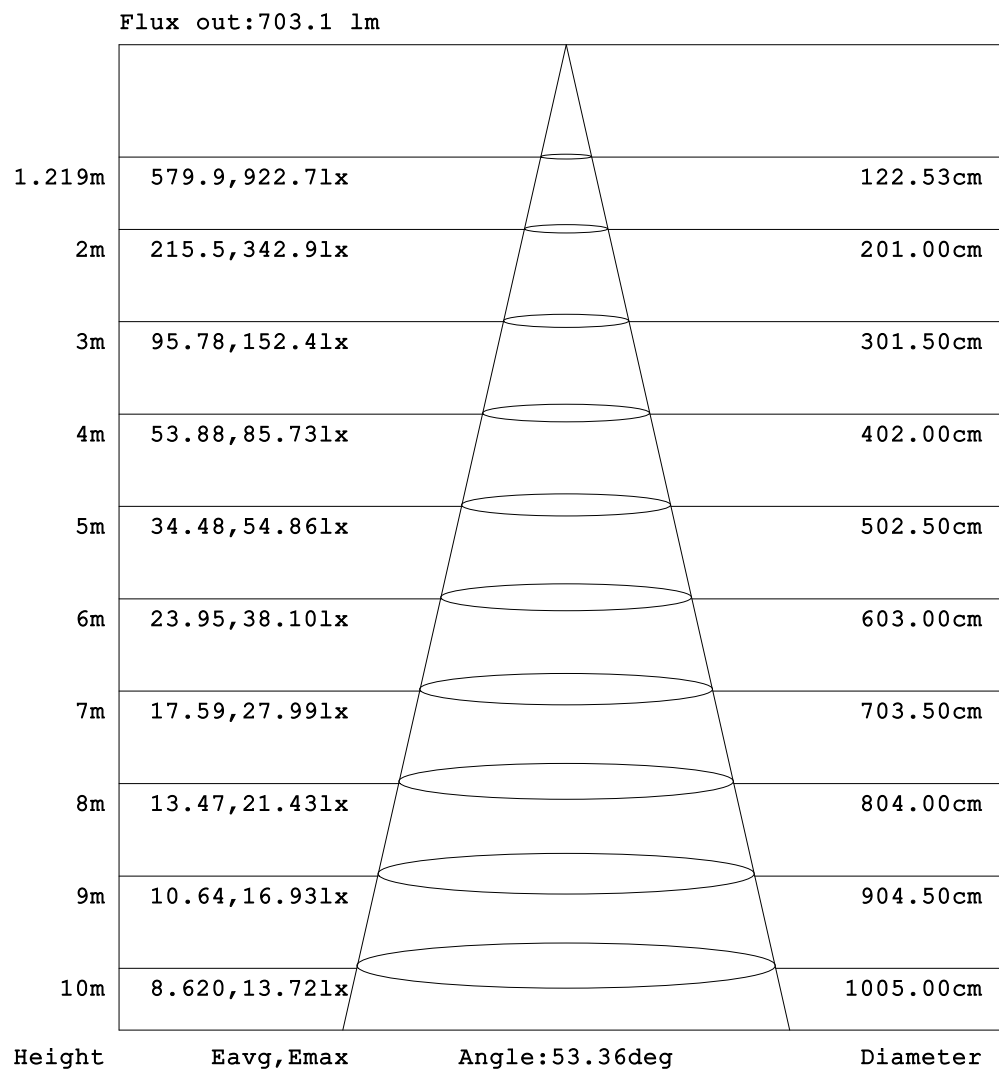 Flux out:703.1 lm
1.219m 579.9,922.7lx 122.53cm
2m 215.5,342.9lx 201.00cm
3m 95.78,152.4lx 301.50cm
4m 53.88,85.73lx 402.00cm
5m 34.48,54.86lx 502.50cm
6m 23.95,38.10lx 603.00cm
7m 17.59,27.99lx 703.50cm
8m 13.47,21.43lx 804.00cm
9m 10.64,16.93lx 904.50cm
10m 8.620,13.72lx 1005.00cm
Height Eavg,Emax Angle:53.36deg Diameter